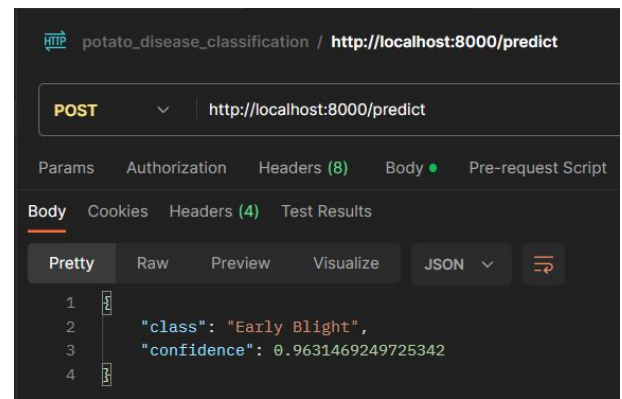 HTTP potato_disease_classification / http://localhost:8000/predict
POST http://localhost:8000/predict
Params Authorization Headers (8) Body Pre-request Script
Body Cookies Headers (4) Test Results
Pretty Raw Preview Visualize JSON
1 {
2 "class": "Early Blight",
3 "confidence": 0.9631469249725342
4 }